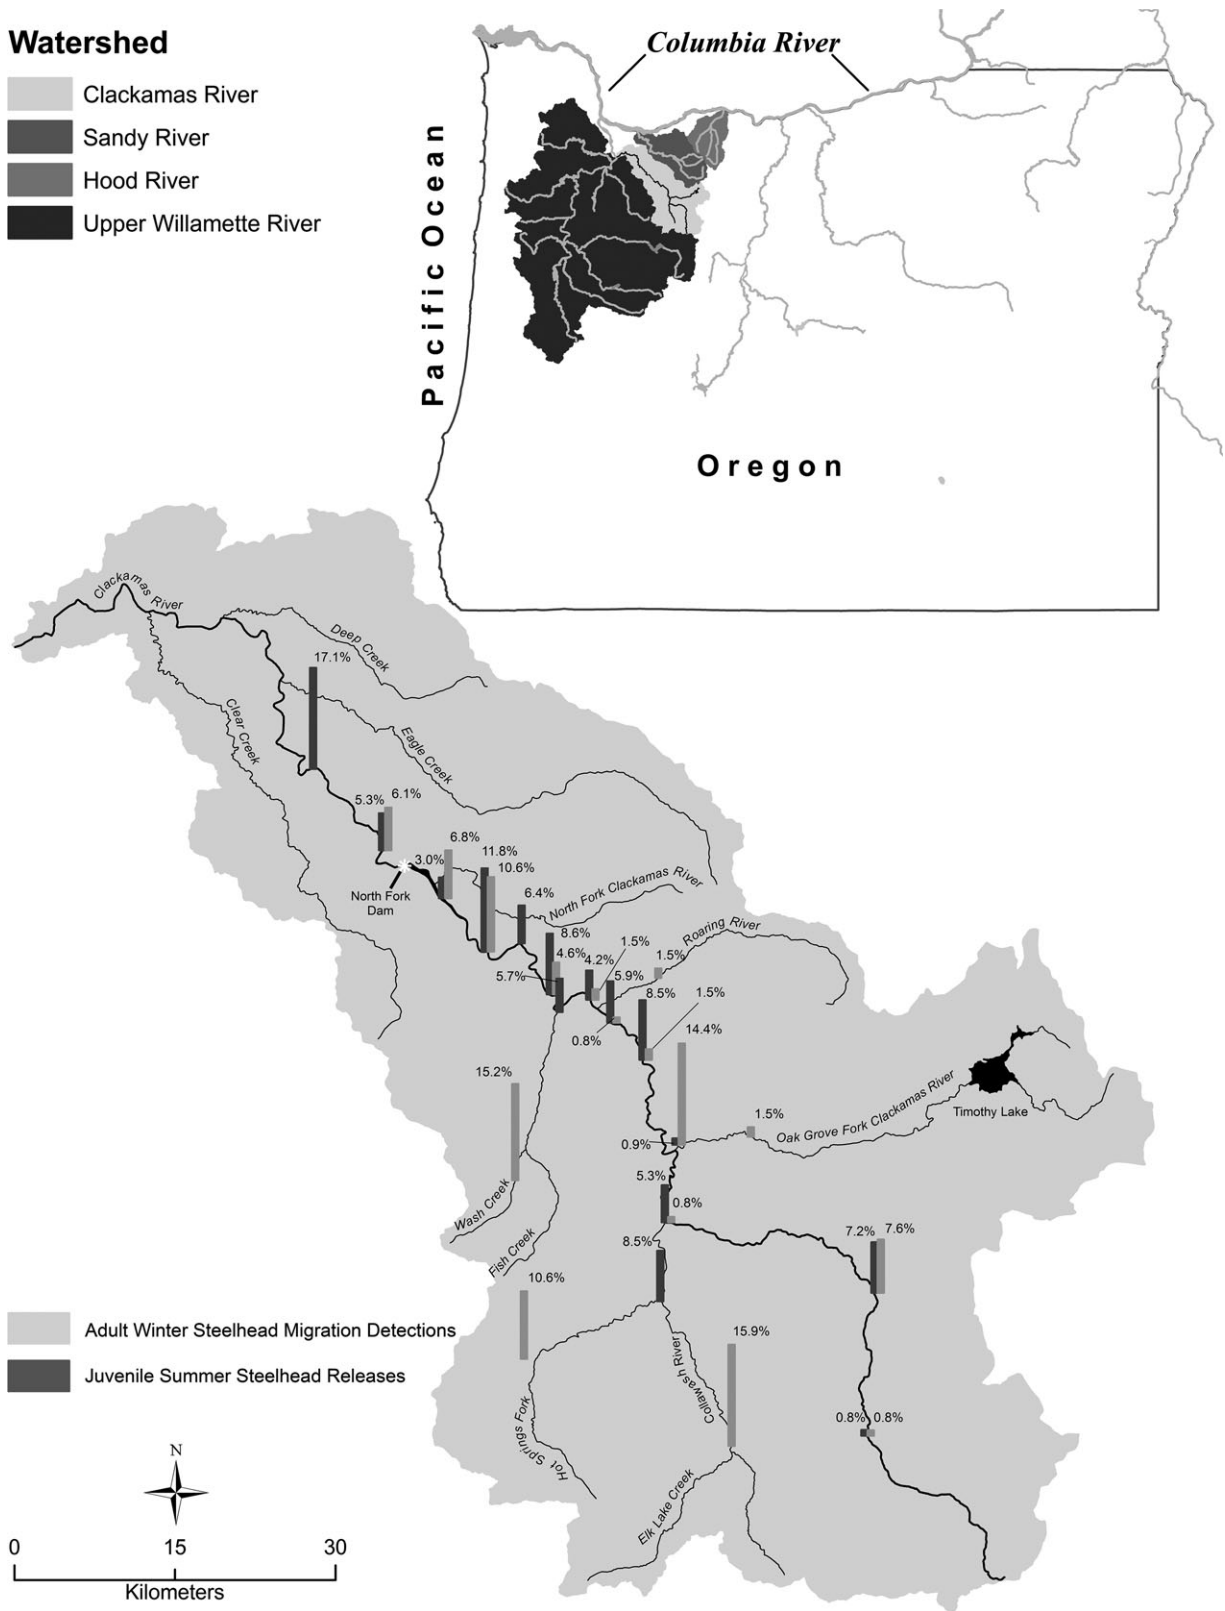 Watershed
Clackamas River
Sandy River
Hood River
Upper Willamette River
Columbia River
Pacific Ocean
Oregon
Clackamas River
Deep Creek
17.1%
Clear Creek
Eagle Creek
5.3%
6.1%
3.0%
6.8%
11.8%
10.6%
North Fork
Dam
6.4%
North Fork Clackamas River
8.6%
4.6%
5.7%
4.2%
1.5%
5.9%
1.5%
Roaring River
8.5%
1.5%
0.8%
14.4%
15.2%
1.5%
0.9%
Oak Grove Fork Clackamas River
Timothy Lake
5.3%
0.8%
Wash Creek
Fish Creek
8.5%
7.2%
7.6%
10.6%
15.9%
Collawash River
Hot Springs Fork
0.8%
0.8%
Elk Lake Creek
Adult Winter Steelhead Migration Detections
Juvenile Summer Steelhead Releases
N
0
15
30
Kilometers